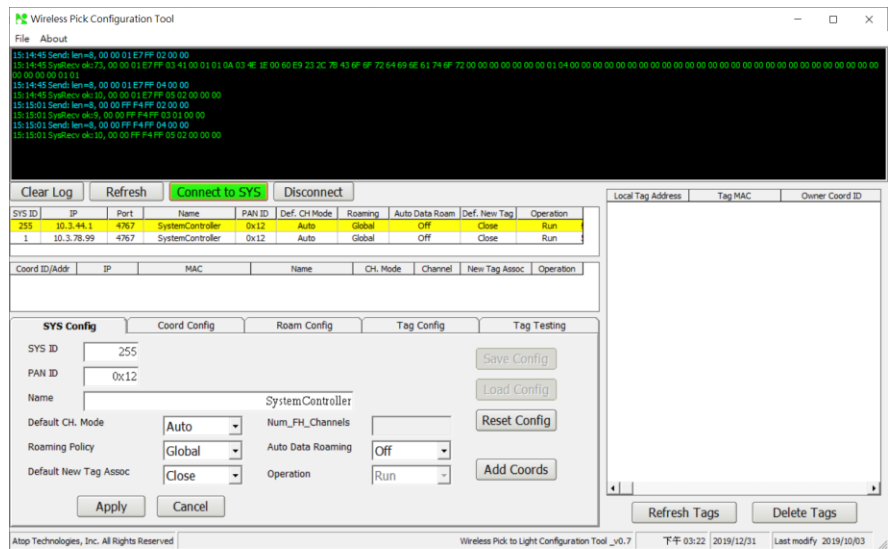 Wireless Pick Configuration Tool
File About
15:14:45 Send: len=8, 00 00 01 E7 FF 02 00 00
15:14:45 SysRecv ok:73, 00 00 01 E7 FF 03 41 00 01 01 0A 03 4E 1E 00 60 E9 23 2C 7B 43 6F 6F 72 64 69 6E 61 74 6F 72 00 00 00 00 00 00 01 04 00 00 00 00 00 00 00 00 00 00 00 00 00 00 00 00 00 00 00 00
00 00 00 00 01 01
15:14:45 Send: len=8, 00 00 01 E7 FF 04 00 00
15:14:45 SysRecv ok:10, 00 00 01 E7 FF 05 02 00 00 00
15:15:01 Send: len=8, 00 00 FF F4 FF 02 00 00
15:15:01 SysRecv ok:9, 00 00 FF F4 FF 03 01 00 00
15:15:01 Send: len=8, 00 00 FF F4 FF 04 00 00
15:15:01 SysRecv ok:10, 00 00 FF F4 FF 05 02 00 00 00
Clear Log Refresh Connect to SYS Disconnect
SYS ID IP Port Name PAN ID Def. CH Mode Roaming Auto Data Roam Def. New Tag Operation
255 10.3.44.1 4767 SystemController 0x12 Auto Global Off Close Run
1 10.3.78.99 4767 SystemController 0x12 Auto Global Off Close Run
Coord ID/Addr IP MAC Name CH. Mode Channel New Tag Assoc Operation
Local Tag Address Tag MAC Owner Coord ID
SYS Config Coord Config Roam Config Tag Config Tag Testing
SYS ID 255
PAN ID 0x12
Name SystemController
Default CH. Mode Auto Num_FH_Channels
Roaming Policy Global Auto Data Roaming Off
Default New Tag Assoc Close Operation Run
Save Config
Load Config
Reset Config
Add Coords
Apply Cancel
Refresh Tags Delete Tags
Atop Technologies, Inc. All Rights Reserved Wireless Pick to Light Configuration Tool _v0.7 下午 03:22 2019/12/31 Last modify 2019/10/03